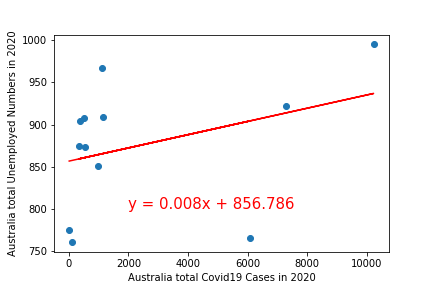 1000
950
900
850
800
750
Australia total Unemployed Numbers in 2020
y = 0.008x + 856.786
0 2000 4000 6000 8000 10000
Australia total Covid19 Cases in 2020